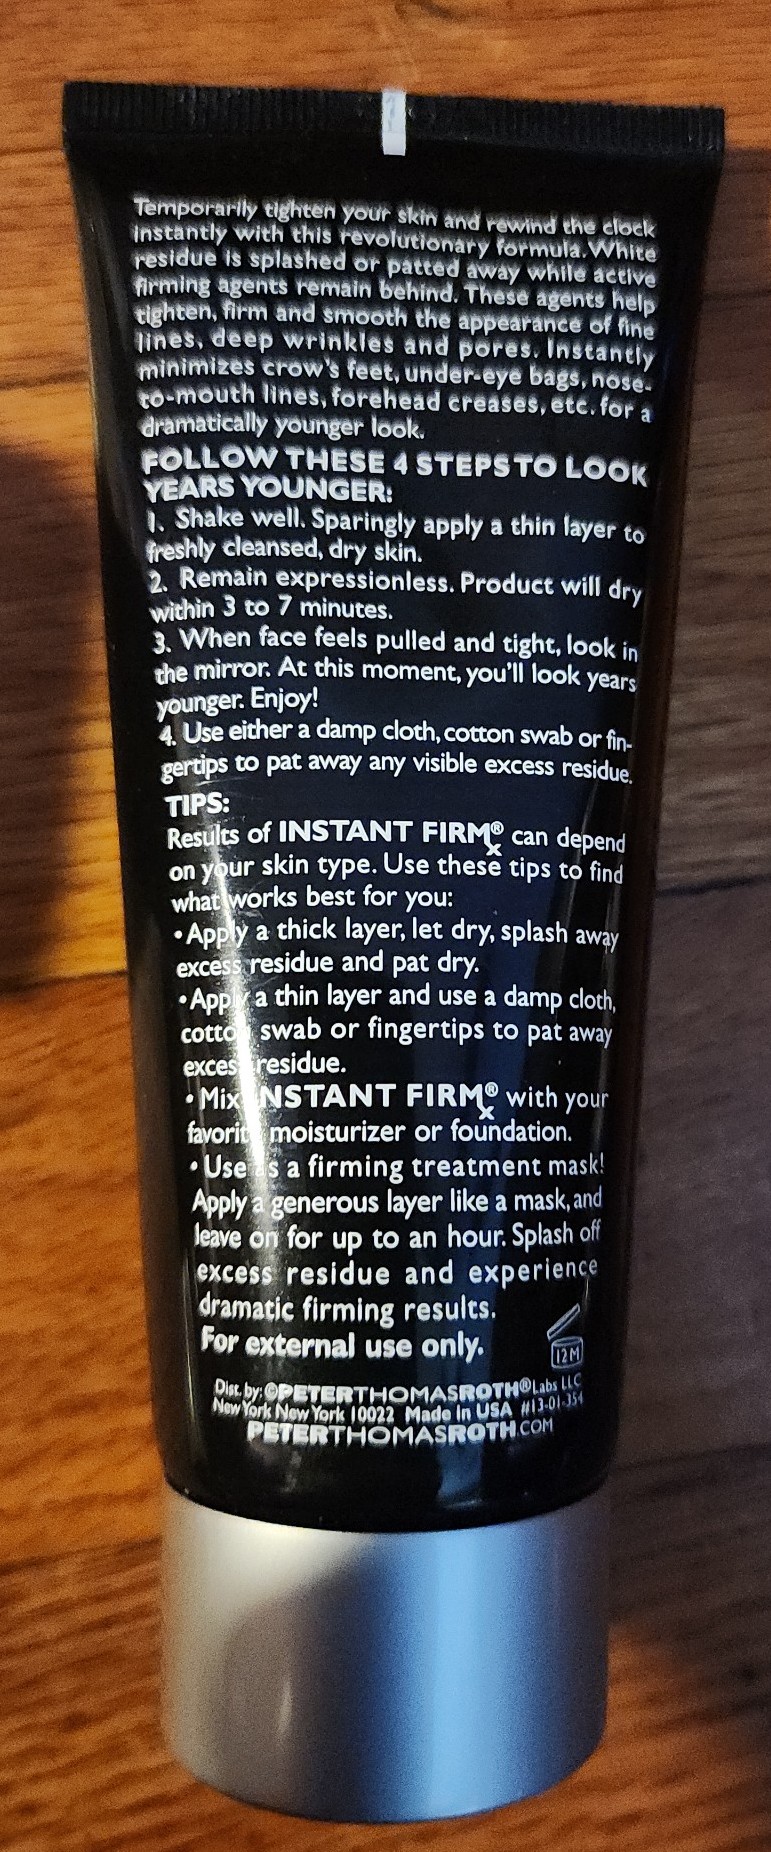 Temporarily tighten your skin and rewind the clock
instantly with this revolutionary formula. White
residue is splashed or patted away while active
firming agents remain behind. These agents help
tighten, firm and smooth the appearance of fine
lines, deep wrinkles and pores. Instantly
minimizes crow's feet, under-eye bags, nose-
to-mouth lines, forehead creases, etc. for a
dramatically younger look.
FOLLOW THESE 4 STEPS TO LOOK
YEARS YOUNGER:
1. Shake well. Sparingly apply a thin layer to
freshly cleansed, dry skin.
2. Remain expressionless. Product will dry
within 3 to 7 minutes.
3. When face feels pulled and tight, look in
the mirror. At this moment, you'll look years
younger. Enjoy!
4. Use either a damp cloth, cotton swab or fin-
gertips to pat away any visible excess residue.
TIPS:
Results of INSTANT FIRMx® can depend
on your skin type. Use these tips to find
what works best for you:
• Apply a thick layer, let dry, splash away
excess residue and pat dry.
• Apply a thin layer and use a damp cloth,
cotton swab or fingertips to pat away
excess residue.
• Mix INSTANT FIRMx® with your
favorite moisturizer or foundation.
• Use as a firming treatment mask!
Apply a generous layer like a mask, and
leave on for up to an hour. Splash off
excess residue and experience
dramatic firming results.
For external use only.
12M
Dist. by: ©PETERTHOMASROTH® Labs LLC
New York New York 10022 Made in USA #13-01-354
PETERTHOMASROTH.COM